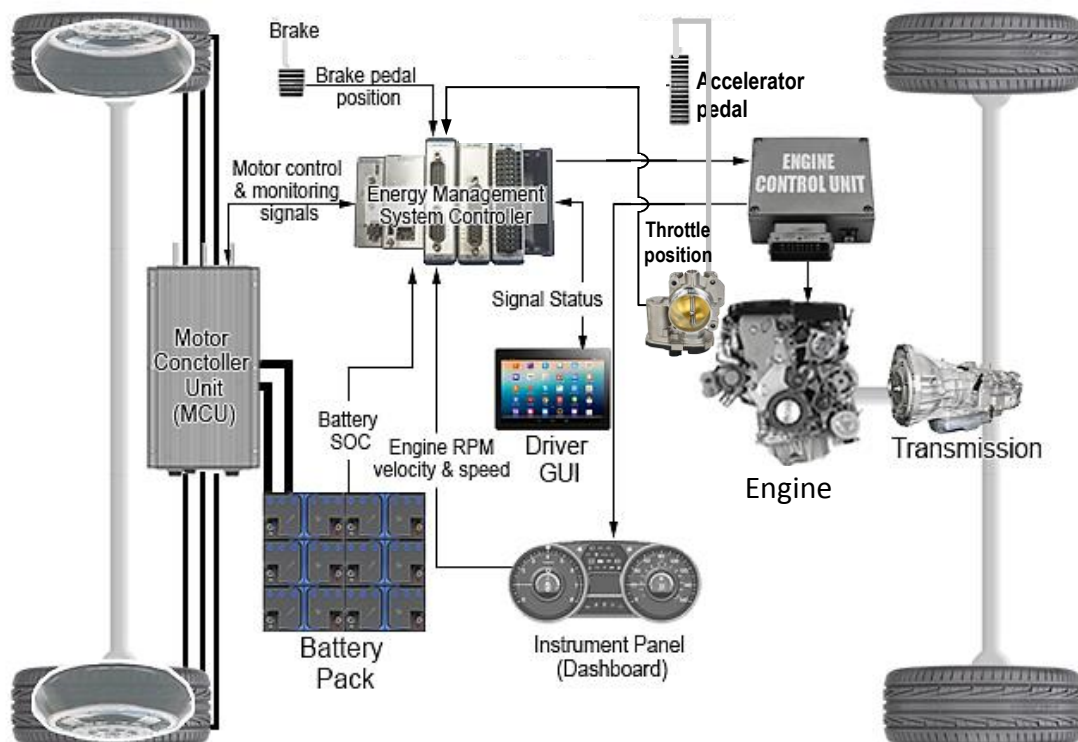 Brake
Brake pedal
position
Accelerator
pedal
ENGINE
CONTROL UNIT
Motor control
& monitoring
signals
Energy Management
System Controller
Throttle
position
Signal Status
Motor
Conctoller
Unit
(MCU)
Battery
SOC
Engine RPM
velocity & speed
Driver
GUI
Transmission
Engine
Battery
Pack
Instrument Panel
(Dashboard)